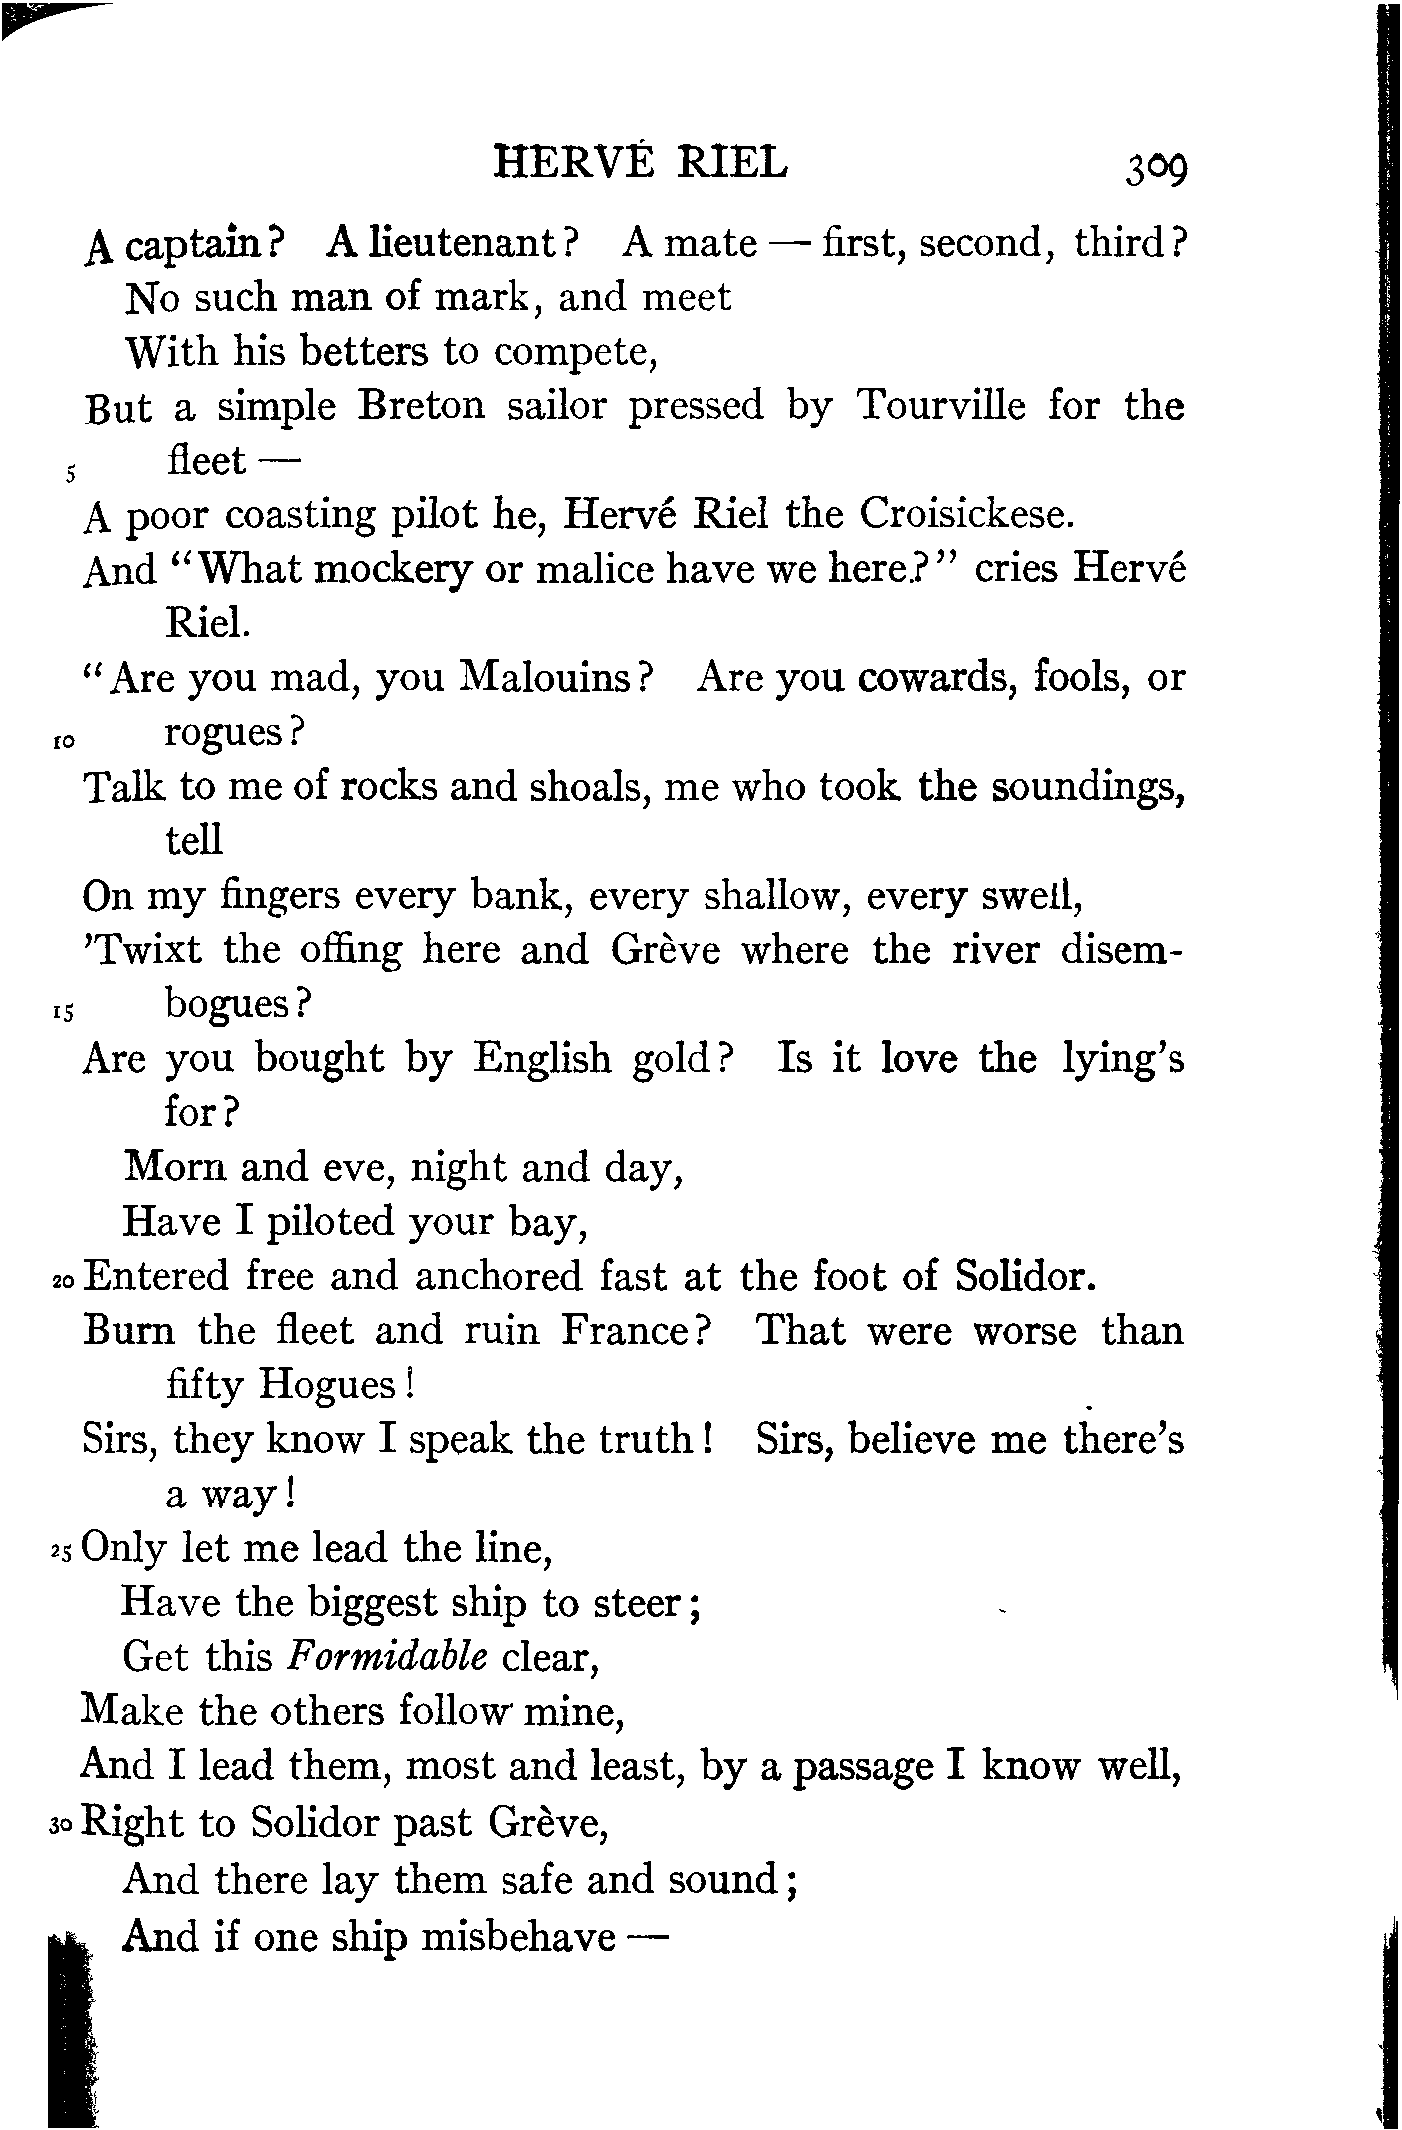 HERVÉ RIEL 309
A captain? A lieutenant? A mate — first, second, third?
No such man of mark, and meet
With his betters to compete,
But a simple Breton sailor pressed by Tourville for the
5 fleet —
A poor coasting pilot he, Hervé Riel the Croisickese.
And "What mockery or malice have we here?" cries Hervé
Riel.
"Are you mad, you Malouins? Are you cowards, fools, or
10 rogues?
Talk to me of rocks and shoals, me who took the soundings,
tell
On my fingers every bank, every shallow, every swell,
'Twixt the offing here and Grève where the river disem-
15 bogues?
Are you bought by English gold? Is it love the lying's
for?
Morn and eve, night and day,
Have I piloted your bay,
20 Entered free and anchored fast at the foot of Solidor.
Burn the fleet and ruin France? That were worse than
fifty Hogues!
Sirs, they know I speak the truth! Sirs, believe me there's
a way!
25 Only let me lead the line,
Have the biggest ship to steer;
Get this Formidable clear,
Make the others follow mine,
And I lead them, most and least, by a passage I know well,
30 Right to Solidor past Grève,
And there lay them safe and sound;
And if one ship misbehave —